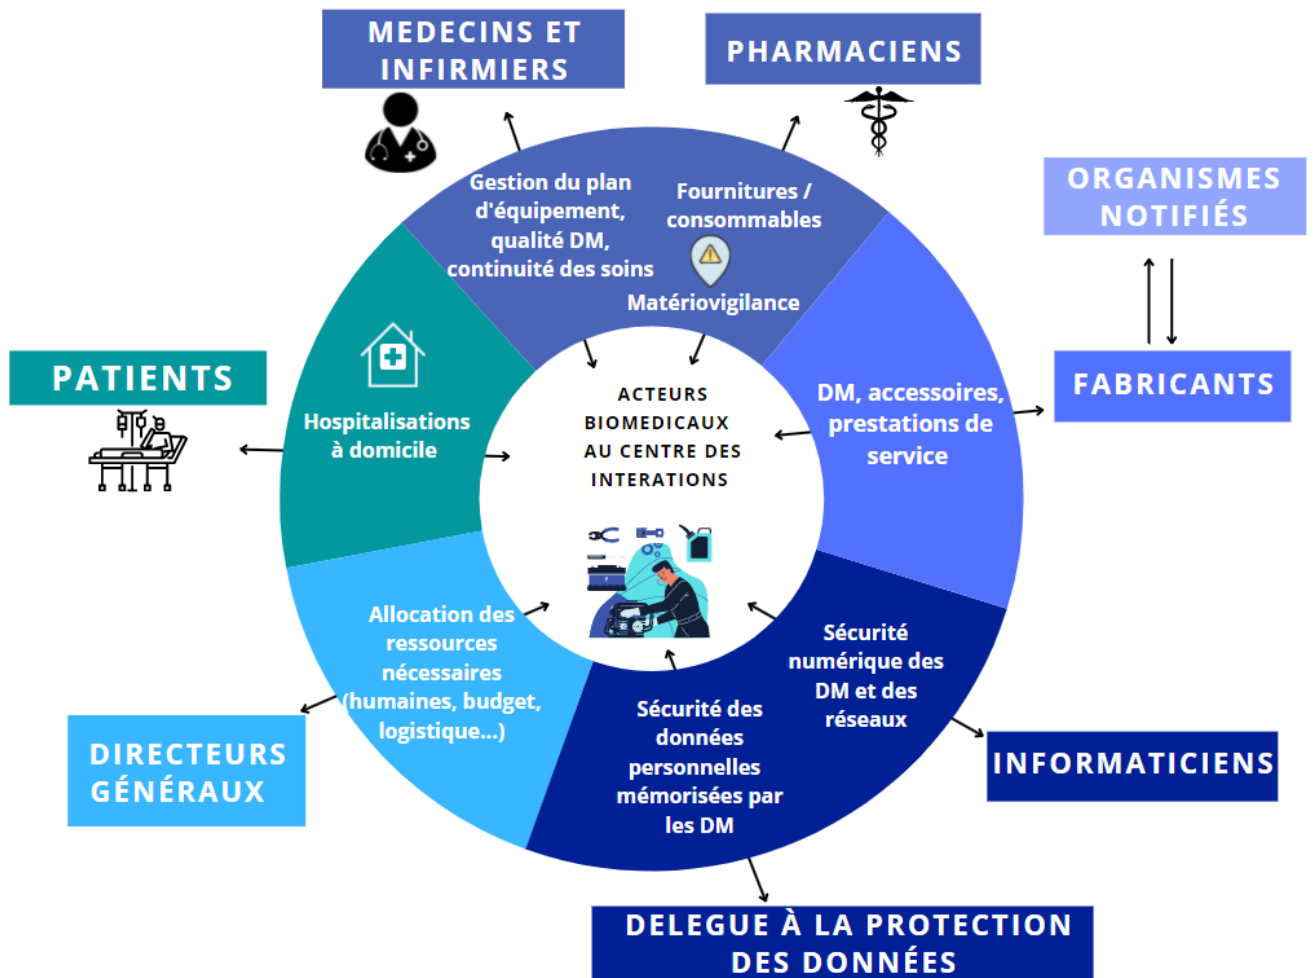 MEDECINS ET
INFIRMIERS
PHARMACIENS
ORGANISMES
NOTIFIÉS
FABRICANTS
PATIENTS
Gestion du plan
d'équipement,
qualité DM,
continuité des soins
Fournitures /
consommables
Matériovigilance
DM, accessoires,
prestations de
service
Hospitalisations
à domicile
ACTEURS
BIOMEDICAUX
AU CENTRE DES
INTERATIONS
Allocation des
ressources
nécessaires
(humaines, budget,
logistique...)
Sécurité
numérique des
DM et des
réseaux
Sécurité des
données
personnelles
mémorisées par
les DM
DIRECTEURS
GÉNÉRAUX
INFORMATICIENS
DELEGUE À LA PROTECTION
DES DONNÉES